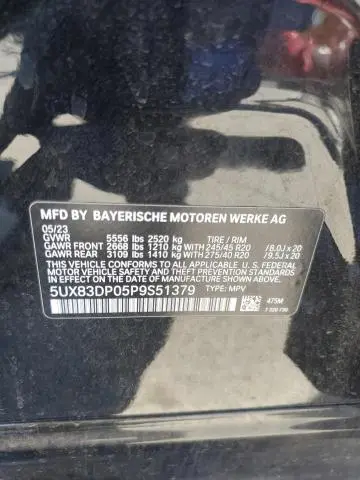 MFD BY BAYERISCHE MOTOREN WERKE AG
05/23
GVWR 5556 lbs 2520 kg TIRE / RIM
GAWR FRONT 2668 lbs 1210 kg WITH 245/45 R20 / 8.0J x 20
GAWR REAR 3109 lbs 1410 kg WITH 275/40 R20 / 9.5J x 20
THIS VEHICLE CONFORMS TO ALL APPLICABLE U.S. FEDERAL
MOTOR VEHICLE SAFETY AND THEFT PREVENTION STANDARDS IN
EFFECT ON THE DATE OF MANUFACTURE SHOWN ABOVE.
5UX83DP05P9S51379 TYPE: MPV 475M